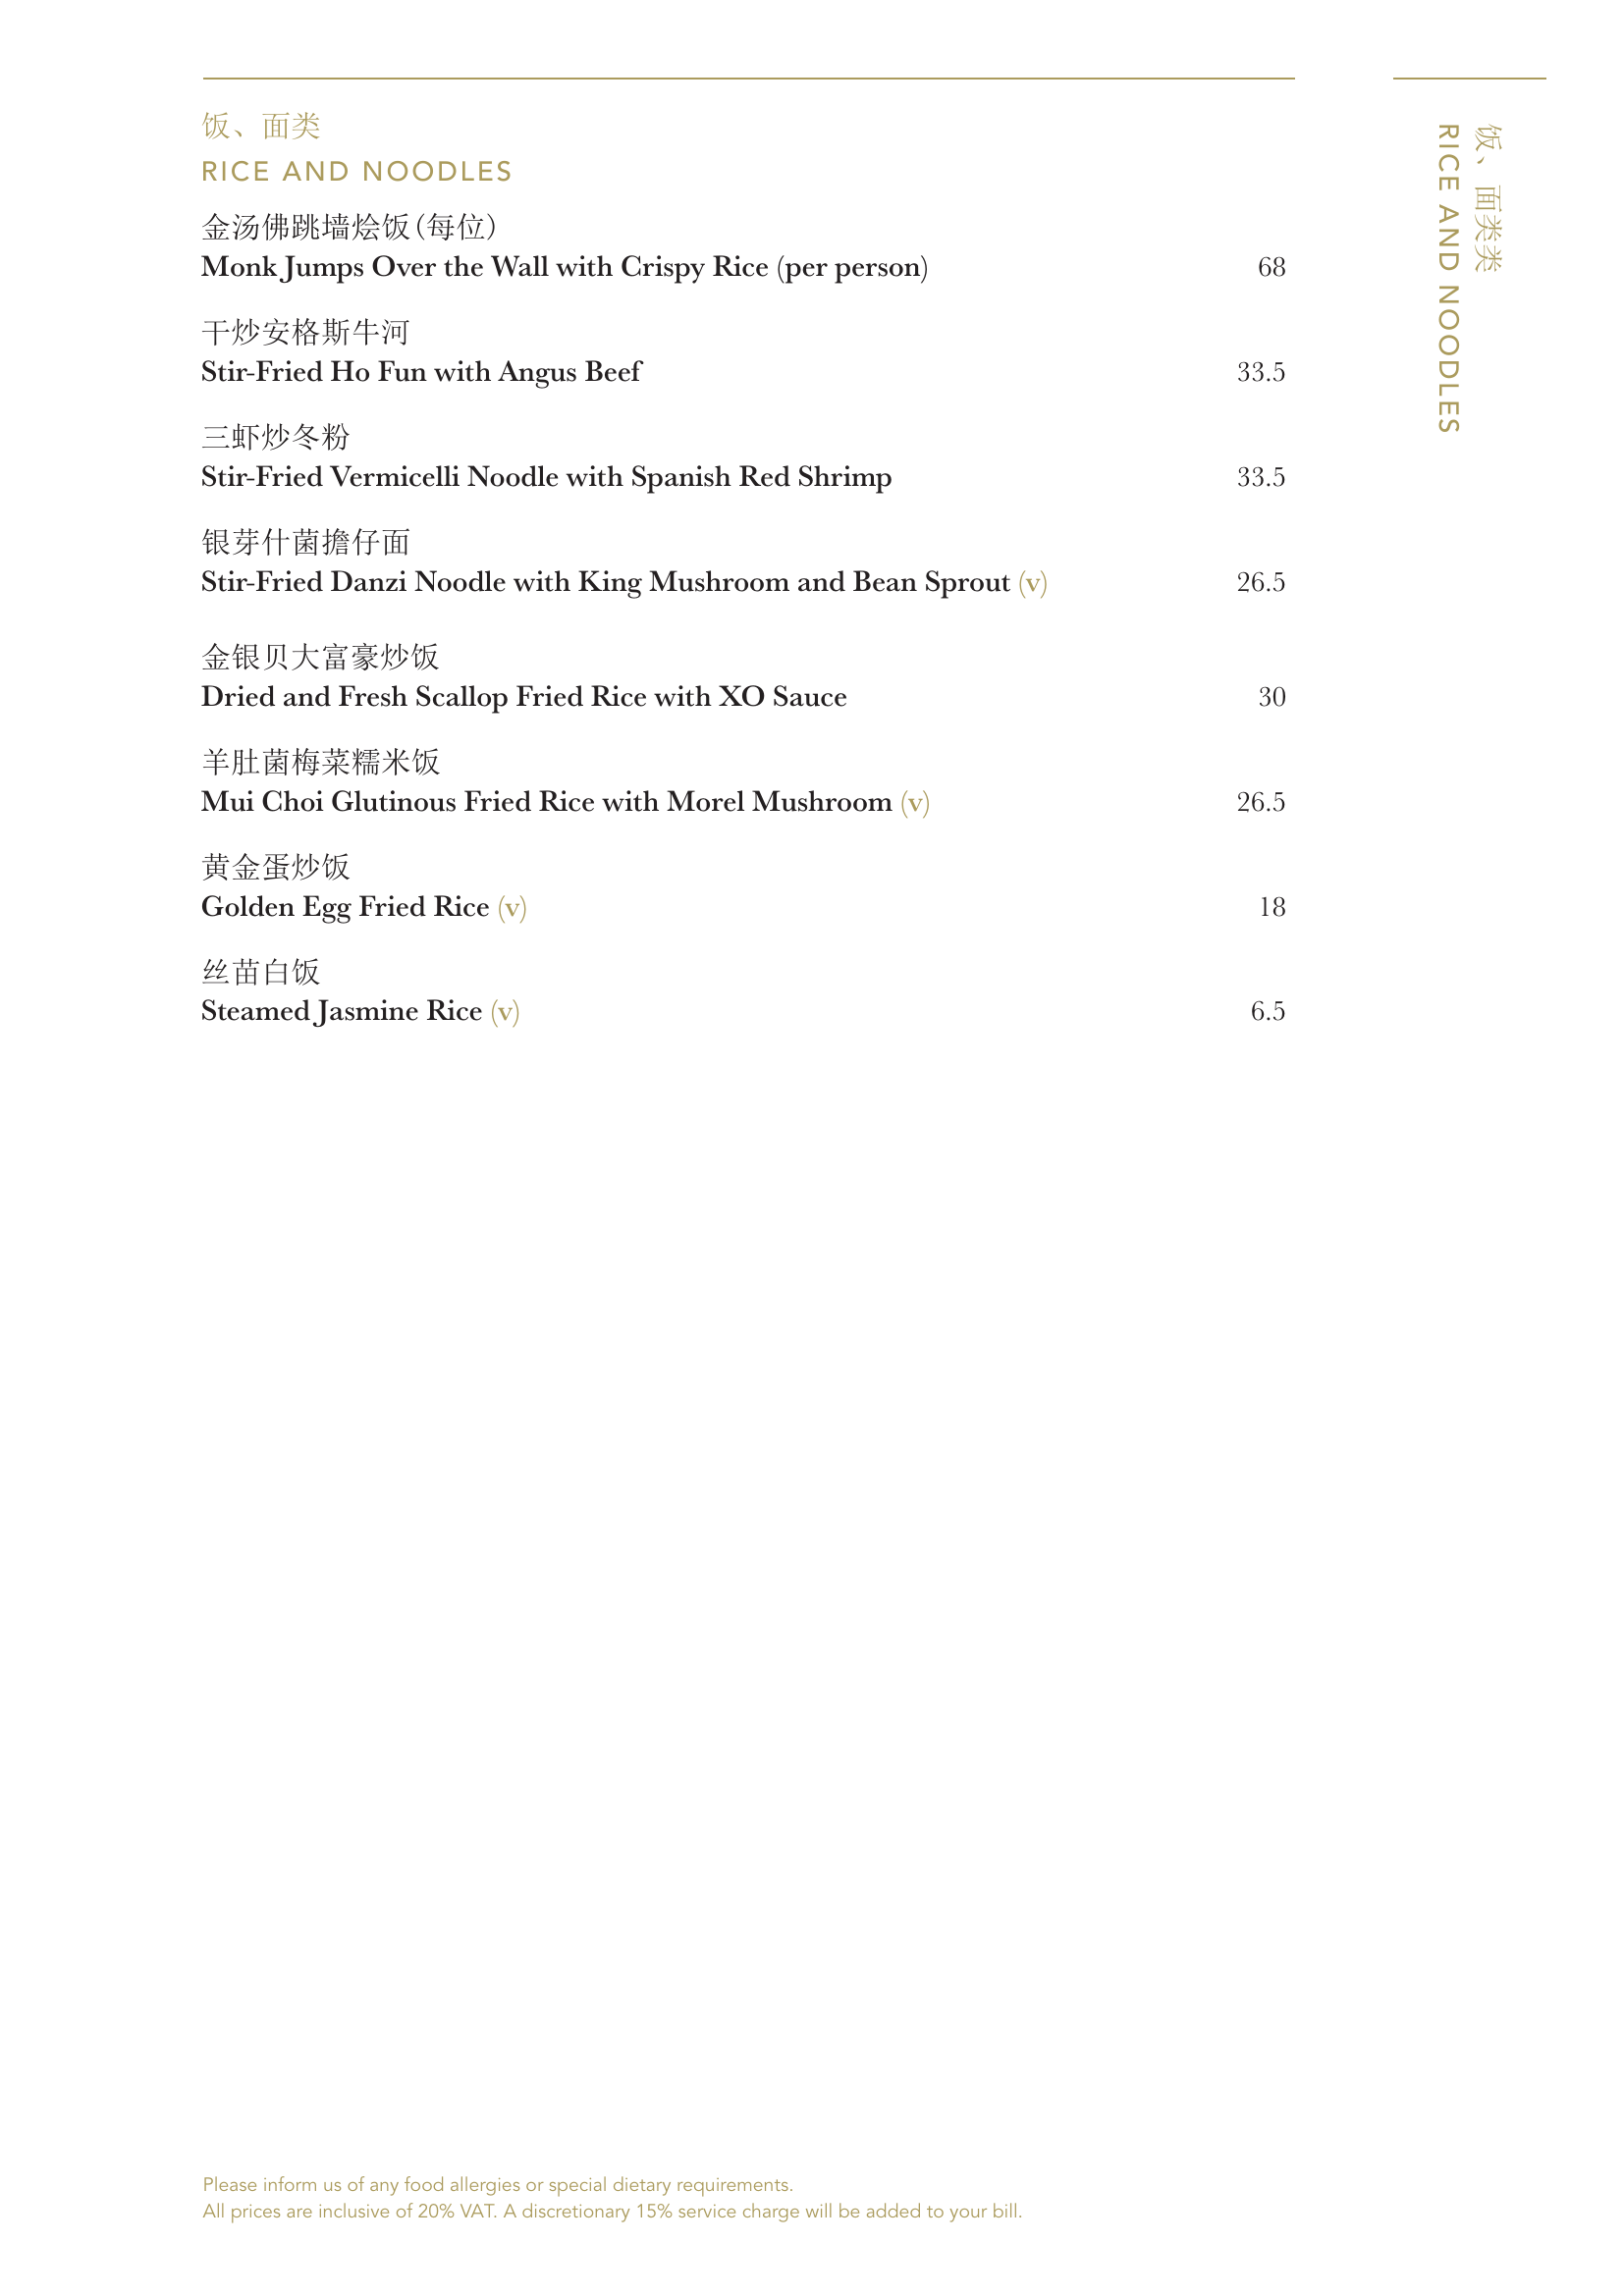 饭、面类
RICE AND NOODLES
金汤佛跳墙烩饭（每位）
Monk Jumps Over the Wall with Crispy Rice (per person) 68
干炒安格斯牛河
Stir-Fried Ho Fun with Angus Beef 33.5
三虾炒冬粉
Stir-Fried Vermicelli Noodle with Spanish Red Shrimp 33.5
银芽什菌擔仔面
Stir-Fried Danzi Noodle with King Mushroom and Bean Sprout (v) 26.5
金银贝大富豪炒饭
Dried and Fresh Scallop Fried Rice with XO Sauce 30
羊肚菌梅菜糯米饭
Mui Choi Glutinous Fried Rice with Morel Mushroom (v) 26.5
黄金蛋炒饭
Golden Egg Fried Rice (v) 18
丝苗白饭
Steamed Jasmine Rice (v) 6.5
饭、面类类
RICE AND NOODLES
Please inform us of any food allergies or special dietary requirements.
All prices are inclusive of 20% VAT. A discretionary 15% service charge will be added to your bill.